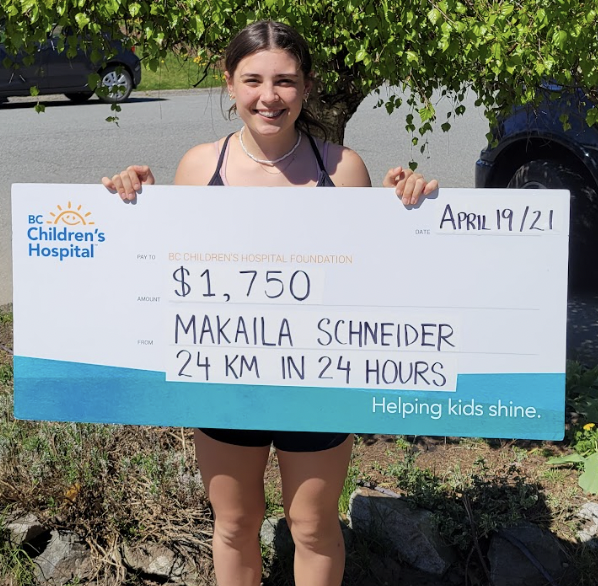 BC
Children's
Hospital
DATE APRIL 19/21
PAY TO BC CHILDREN'S HOSPITAL FOUNDATION
AMOUNT $1,750
FROM MAKAILA SCHNEIDER
24 KM IN 24 HOURS
Helping kids shine.